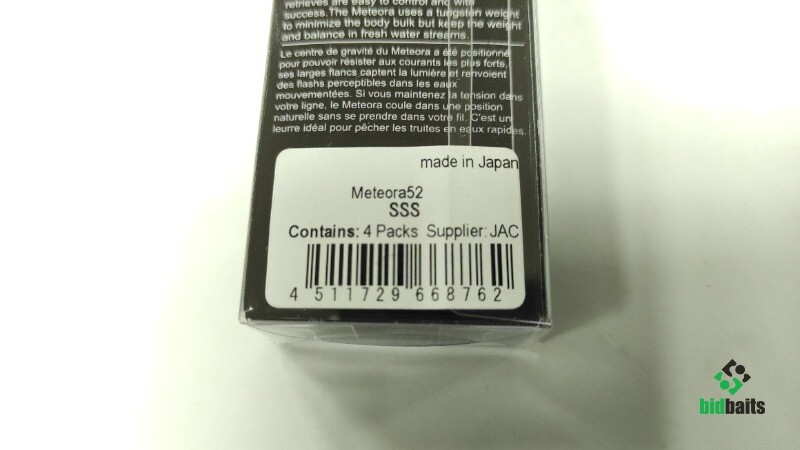 retrieves are easy to control and with
success.The Meteora uses a tungsten weight
to minimize the body bulk but keep the weight
and balance in fresh water streams.
Le centre de gravité du Meteora a été positionné
pour pouvoir résister aux courants les plus forts,
ses larges flancs captent la lumière et renvoient
des flashs perceptibles dans les eaux
mouvementées. Si vous maintenez la tension dans
votre ligne, le Meteora coule dans une position
naturelle sans se prendre dans votre fil. C'est un
leurre idéal pour pêcher les truites en eaux rapides.
made in Japan
Meteora52
SSS
Contains: 4 Packs Supplier: JAC
4 511729 668762
bidbaits